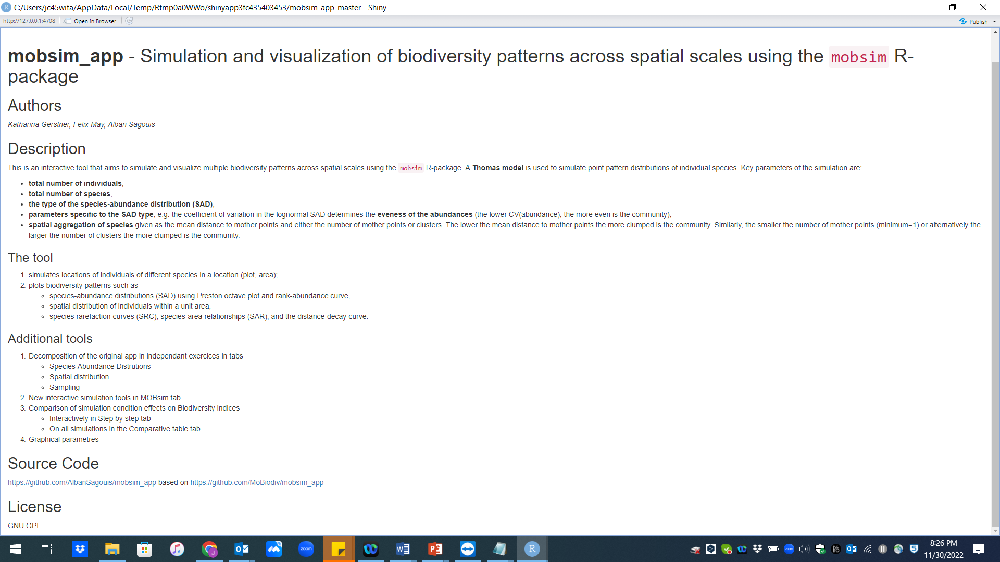 C:/Users/jc45wita/AppData/Local/Temp/Rtmp0a0WWo/shinyapp3fc435403453/mobsim_app-master - Shiny
http://127.0.0.1:4708 Open in Browser Publish
mobsim_app - Simulation and visualization of biodiversity patterns across spatial scales using the mobsim R-
package
Authors
Katharina Gerstner, Felix May, Alban Sagouis
Description
This is an interactive tool that aims to simulate and visualize multiple biodiversity patterns across spatial scales using the mobsim R-package. A Thomas model is used to simulate point pattern distributions of individual species. Key parameters of the simulation are:
• total number of individuals,
• total number of species,
• the type of the species-abundance distribution (SAD),
• parameters specific to the SAD type, e.g. the coefficient of variation in the lognormal SAD determines the eveness of the abundances (the lower CV(abundance), the more even is the community),
• spatial aggregation of species given as the mean distance to mother points and either the number of mother points or clusters. The lower the mean distance to mother points the more clumped is the community. Similarly, the smaller the number of mother points (minimum=1) or alternatively the
larger the number of clusters the more clumped is the community.
The tool
1. simulates locations of individuals of different species in a location (plot, area);
2. plots biodiversity patterns such as
◦ species-abundance distributions (SAD) using Preston octave plot and rank-abundance curve,
◦ spatial distribution of individuals within a unit area,
◦ species rarefaction curves (SRC), species-area relationships (SAR), and the distance-decay curve.
Additional tools
1. Decomposition of the original app in independant exercices in tabs
◦ Species Abundance Distrutions
◦ Spatial distribution
◦ Sampling
2. New interactive simulation tools in MOBsim tab
3. Comparison of simulation condition effects on Biodiversity indices
◦ Interactively in Step by step tab
◦ On all simulations in the Comparative table tab
4. Graphical parametres
Source Code
https://github.com/AlbanSagouis/mobsim_app based on https://github.com/MoBiodiv/mobsim_app
License
GNU GPL
zoom
8:26 PM
11/30/2022